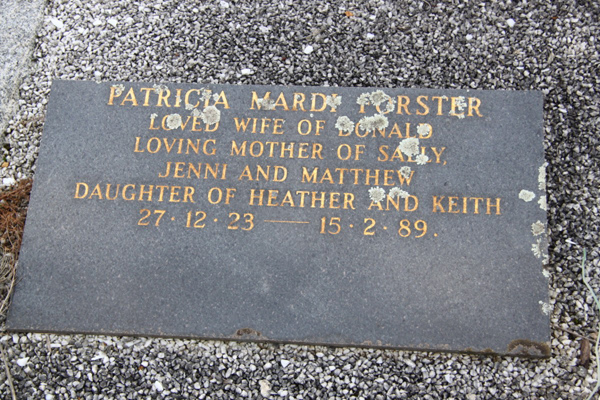 PATRICIA MARDI FORSTER
LOVED WIFE OF DONALD
LOVING MOTHER OF SALLY,
JENNI AND MATTHEW
DAUGHTER OF HEATHER AND KEITH
27·12·23 — 15·2·89.